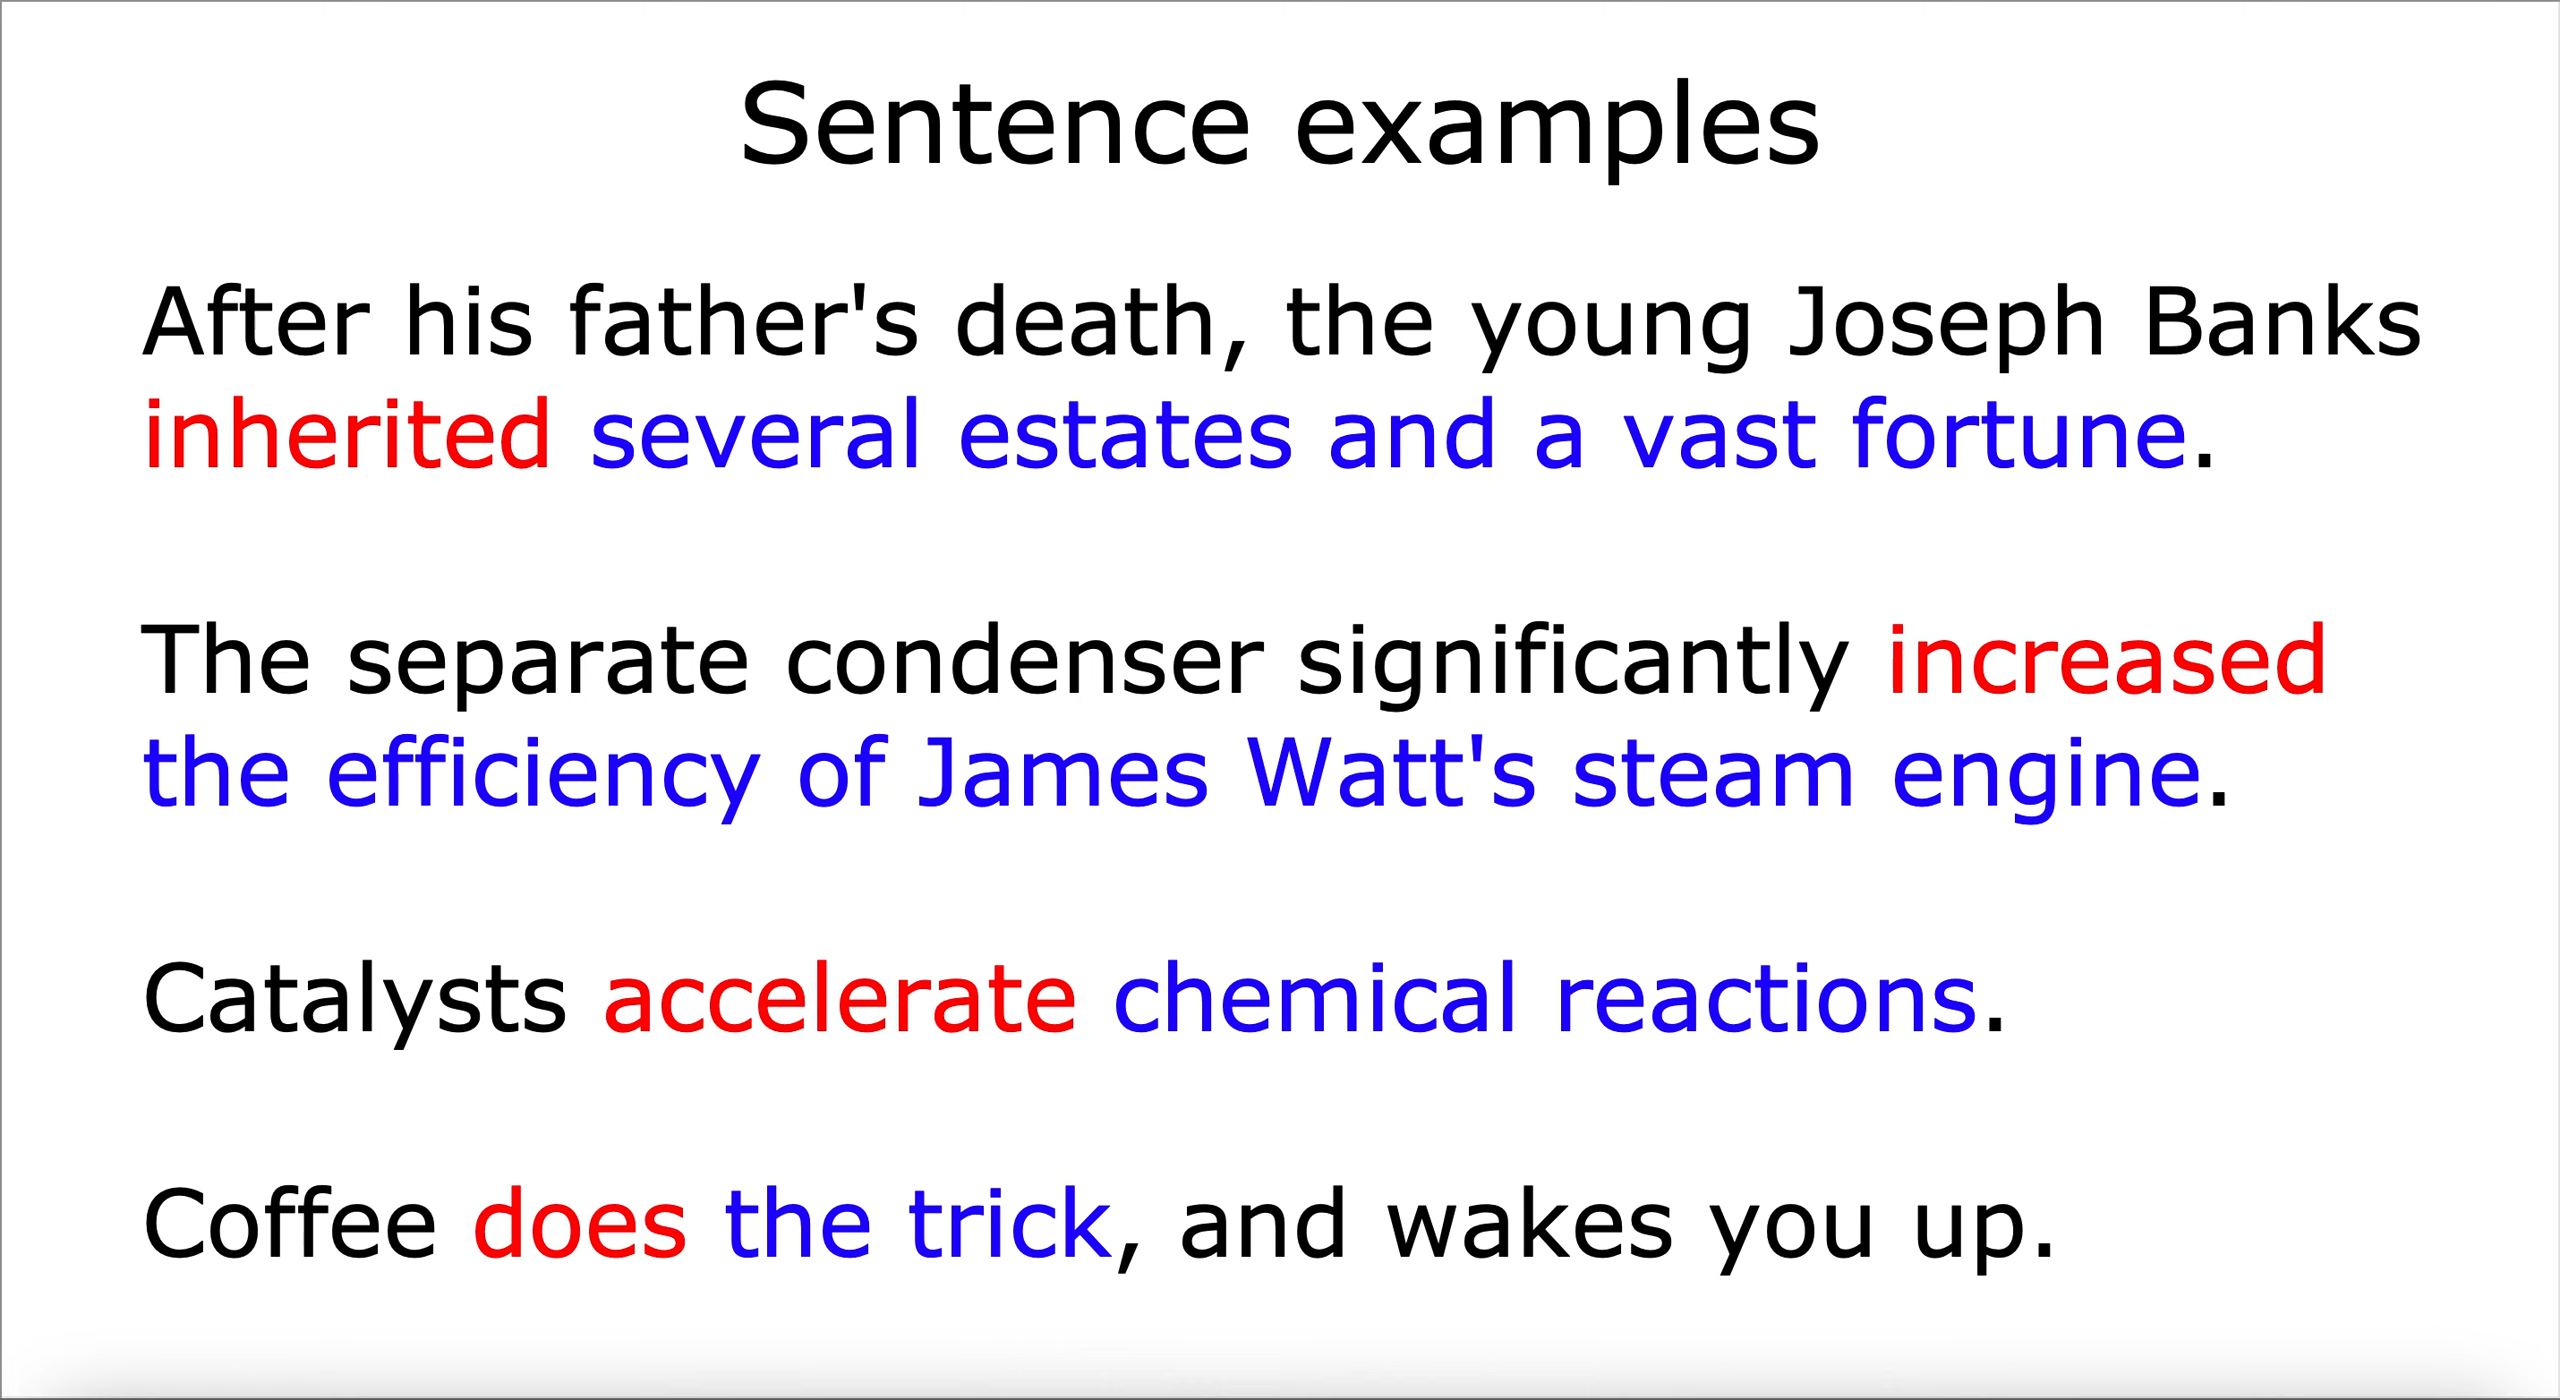 Sentence examples
After his father's death, the young Joseph Banks
inherited several estates and a vast fortune.
The separate condenser significantly increased
the efficiency of James Watt's steam engine.
Catalysts accelerate chemical reactions.
Coffee does the trick, and wakes you up.